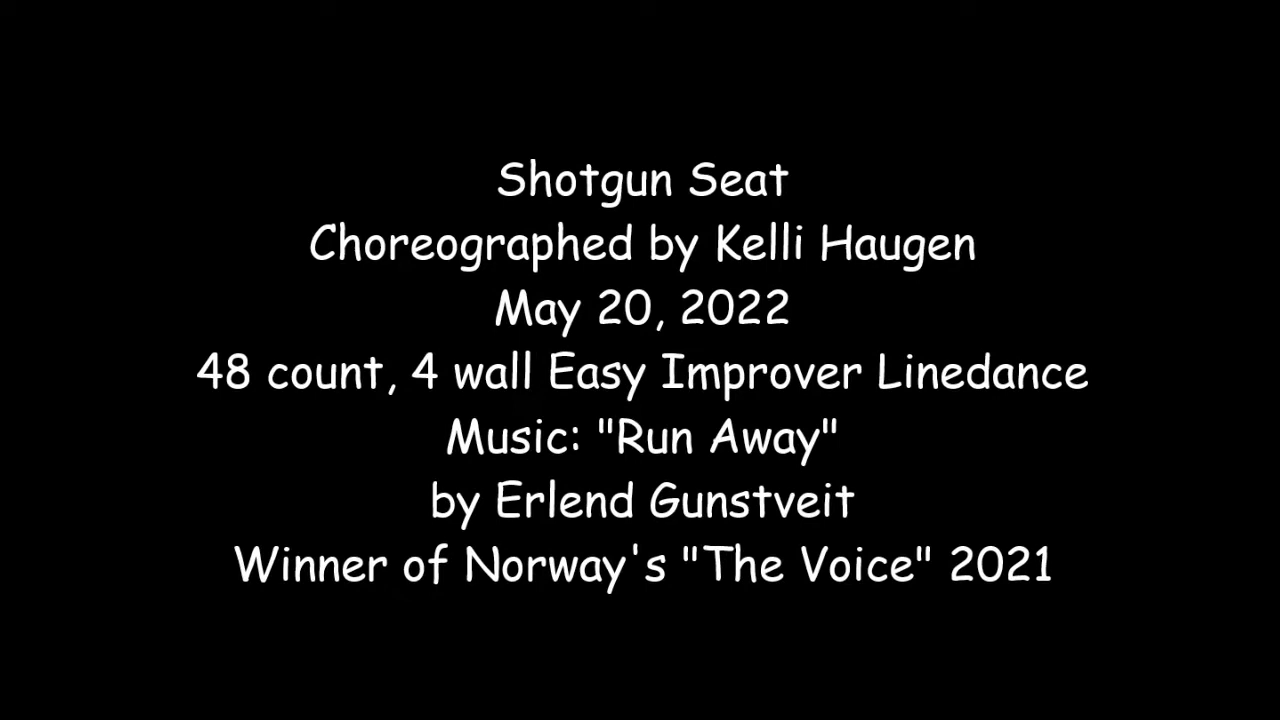 Shotgun Seat
Choreographed by Kelli Haugen
May 20, 2022
48 count, 4 wall Easy Improver Linedance
Music: "Run Away"
by Erlend Gunstveit
Winner of Norway's "The Voice" 2021